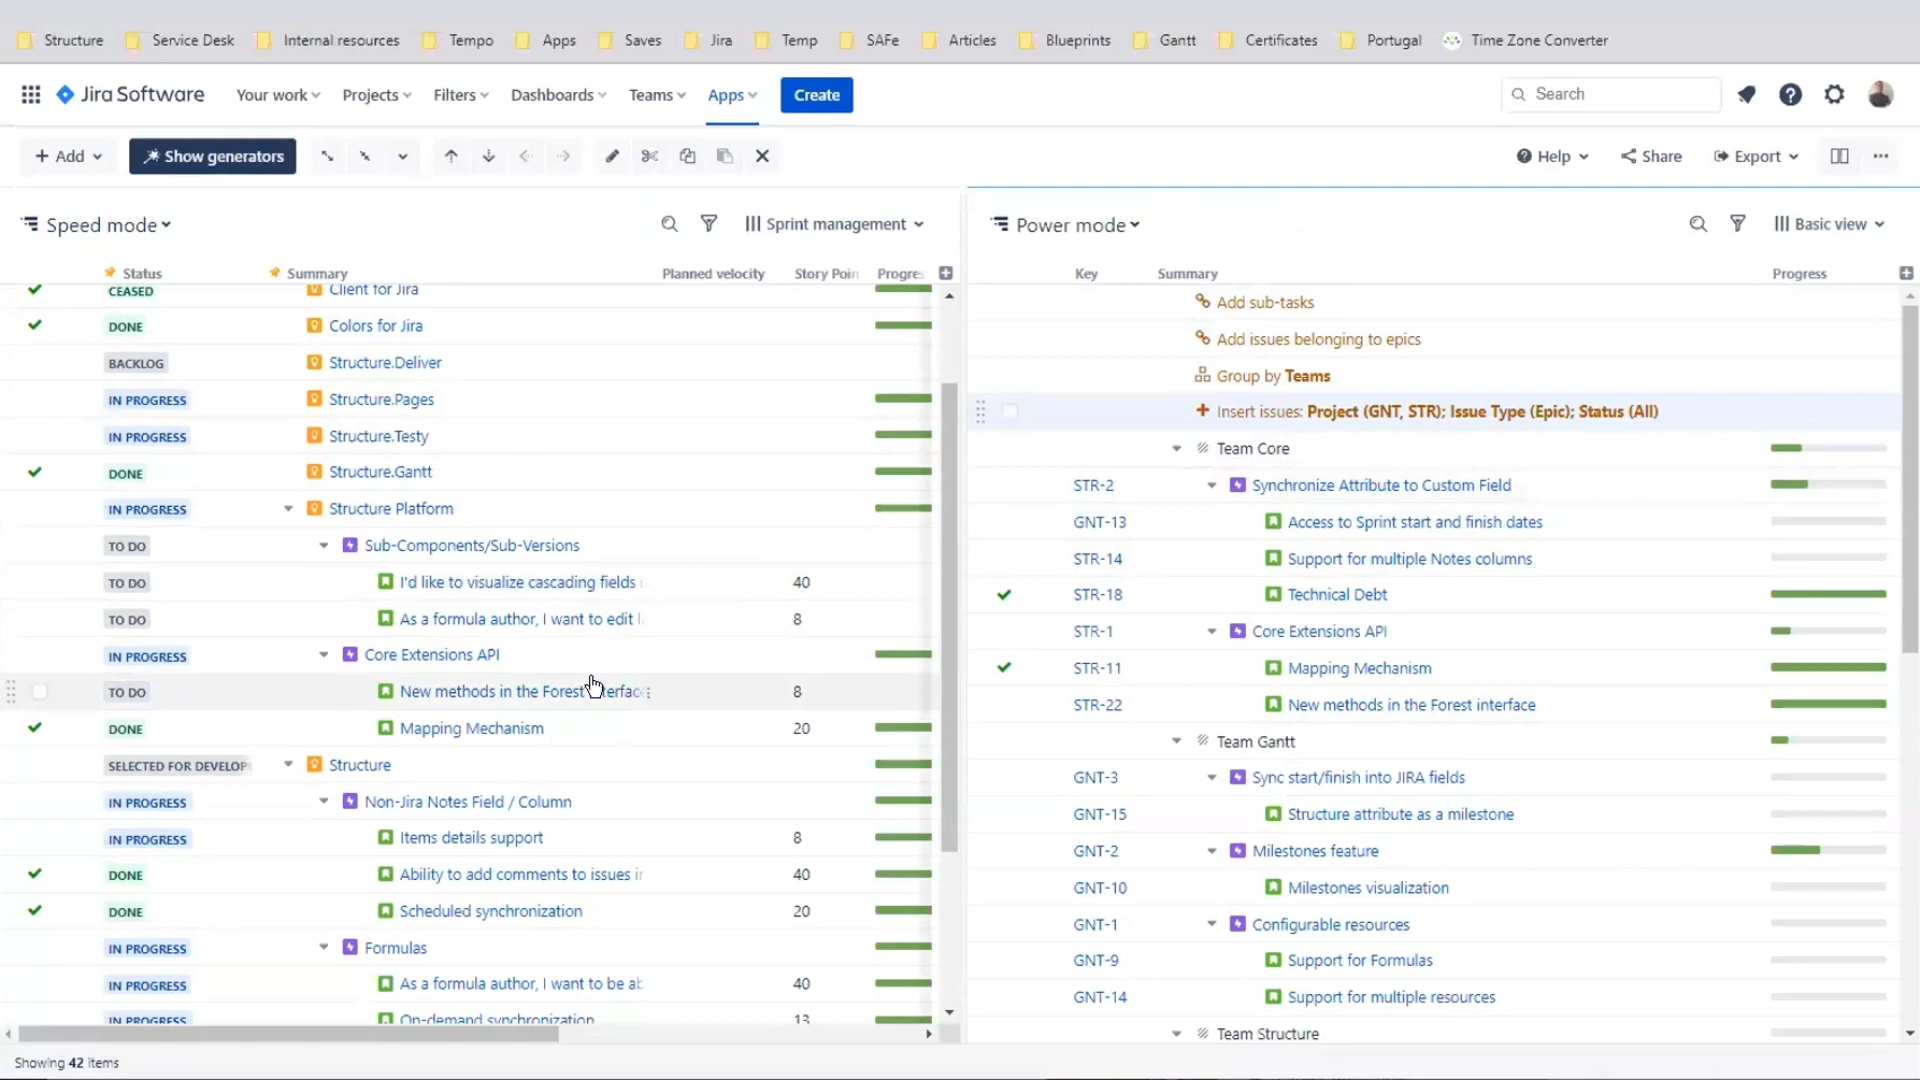 Structure Service Desk Internal resources Tempo Apps Saves Jira Temp SAFe Articles Blueprints Gantt Certificates Portugal Time Zone Converter
Jira Software Your work Projects Filters Dashboards Teams Apps Create Search
+ Add Show generators Help Share Export
Speed mode Sprint management
Status Summary Planned velocity Story Poin Progre
CEASED Client for Jira
DONE Colors for Jira
BACKLOG Structure.Deliver
IN PROGRESS Structure.Pages
IN PROGRESS Structure.Testy
DONE Structure.Gantt
IN PROGRESS Structure Platform
TO DO Sub-Components/Sub-Versions
TO DO I'd like to visualize cascading fields 40
TO DO As a formula author, I want to edit 8
IN PROGRESS Core Extensions API
TO DO New methods in the Forest 8
DONE Mapping Mechanism 20
SELECTED FOR DEVELOP Structure
IN PROGRESS Non-Jira Notes Field / Column
IN PROGRESS Items details support 8
DONE Ability to add comments to issues 40
DONE Scheduled synchronization 20
IN PROGRESS Formulas
IN PROGRESS As a formula author, I want to be ab 40
IN PROGRESS On-demand synchronization 13
Showing 42 items
Power mode Basic view
Key Summary Progress
Add sub-tasks
Add issues belonging to epics
Group by Teams
+ Insert issues: Project (GNT, STR); Issue Type (Epic); Status (All)
Team Core
STR-2 Synchronize Attribute to Custom Field
GNT-13 Access to Sprint start and finish dates
STR-14 Support for multiple Notes columns
STR-18 Technical Debt
STR-1 Core Extensions API
STR-11 Mapping Mechanism
STR-22 New methods in the Forest interface
Team Gantt
GNT-3 Sync start/finish into JIRA fields
GNT-15 Structure attribute as a milestone
GNT-2 Milestones feature
GNT-10 Milestones visualization
GNT-1 Configurable resources
GNT-9 Support for Formulas
GNT-14 Support for multiple resources
Team Structure